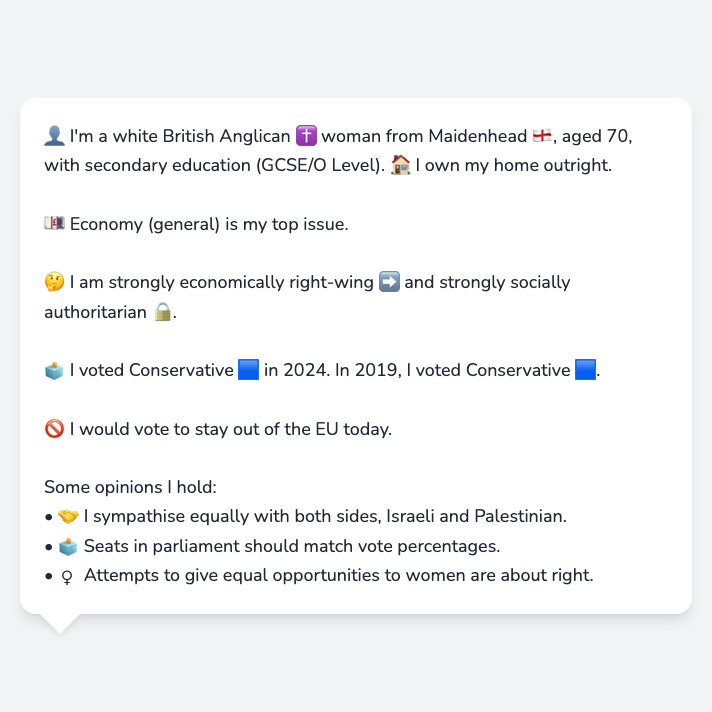 👤 I'm a white British Anglican ✝️ woman from Maidenhead 🏴󠁧󠁢󠁥󠁮󠁧󠁿, aged 70,
with secondary education (GCSE/O Level). 🏠 I own my home outright.
💷 Economy (general) is my top issue.
🤔 I am strongly economically right-wing ➡️ and strongly socially
authoritarian 🔒.
🗳️ I voted Conservative 🟦 in 2024. In 2019, I voted Conservative 🟦.
🚫 I would vote to stay out of the EU today.
Some opinions I hold:
• 🤝 I sympathise equally with both sides, Israeli and Palestinian.
• 🗳️ Seats in parliament should match vote percentages.
• ♀ Attempts to give equal opportunities to women are about right.